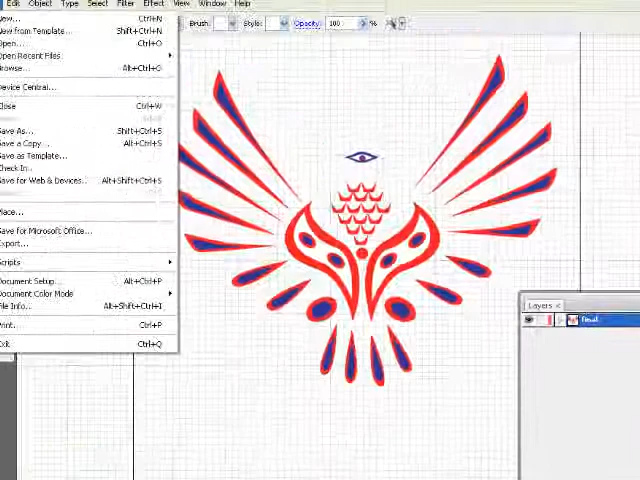 Edit Object Type Select Filter Effect View Window Help
Brush: Style: Opacity: 100 %
New... Ctrl+N
New from Template... Shift+Ctrl+N
Open... Ctrl+O
Open Recent Files
Browse... Alt+Ctrl+O
Device Central...
Close Ctrl+W
Save As... Shift+Ctrl+S
Save a Copy... Alt+Ctrl+S
Save as Template...
Check In...
Save for Web & Devices... Alt+Shift+Ctrl+S
Place...
Save for Microsoft Office...
Export...
Scripts
Document Setup... Alt+Ctrl+P
Document Color Mode
File Info... Alt+Shift+Ctrl+I
Print... Ctrl+P
Exit Ctrl+Q
Layers ×
final